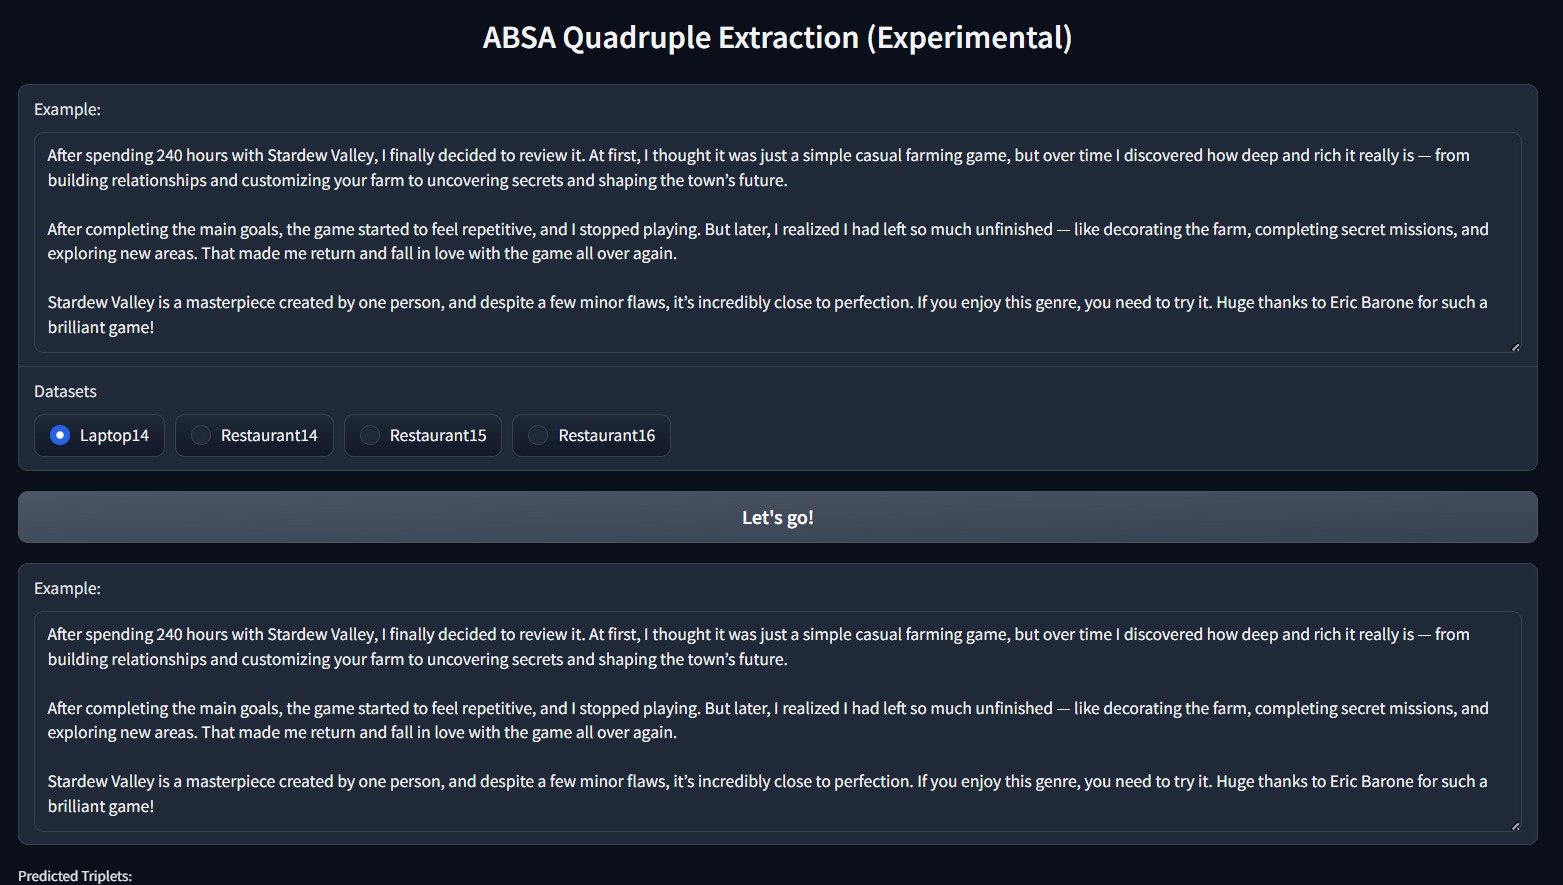 ABSA Quadruple Extraction (Experimental)
Example:
After spending 240 hours with Stardew Valley, I finally decided to review it. At first, I thought it was just a simple casual farming game, but over time I discovered how deep and rich it really is — from
building relationships and customizing your farm to uncovering secrets and shaping the town’s future.
After completing the main goals, the game started to feel repetitive, and I stopped playing. But later, I realized I had left so much unfinished — like decorating the farm, completing secret missions, and
exploring new areas. That made me return and fall in love with the game all over again.
Stardew Valley is a masterpiece created by one person, and despite a few minor flaws, it’s incredibly close to perfection. If you enjoy this genre, you need to try it. Huge thanks to Eric Barone for such a
brilliant game!
Datasets
Laptop14 Restaurant14 Restaurant15 Restaurant16
Let's go!
Example:
After spending 240 hours with Stardew Valley, I finally decided to review it. At first, I thought it was just a simple casual farming game, but over time I discovered how deep and rich it really is — from
building relationships and customizing your farm to uncovering secrets and shaping the town’s future.
After completing the main goals, the game started to feel repetitive, and I stopped playing. But later, I realized I had left so much unfinished — like decorating the farm, completing secret missions, and
exploring new areas. That made me return and fall in love with the game all over again.
Stardew Valley is a masterpiece created by one person, and despite a few minor flaws, it’s incredibly close to perfection. If you enjoy this genre, you need to try it. Huge thanks to Eric Barone for such a
brilliant game!
Predicted Triplets: